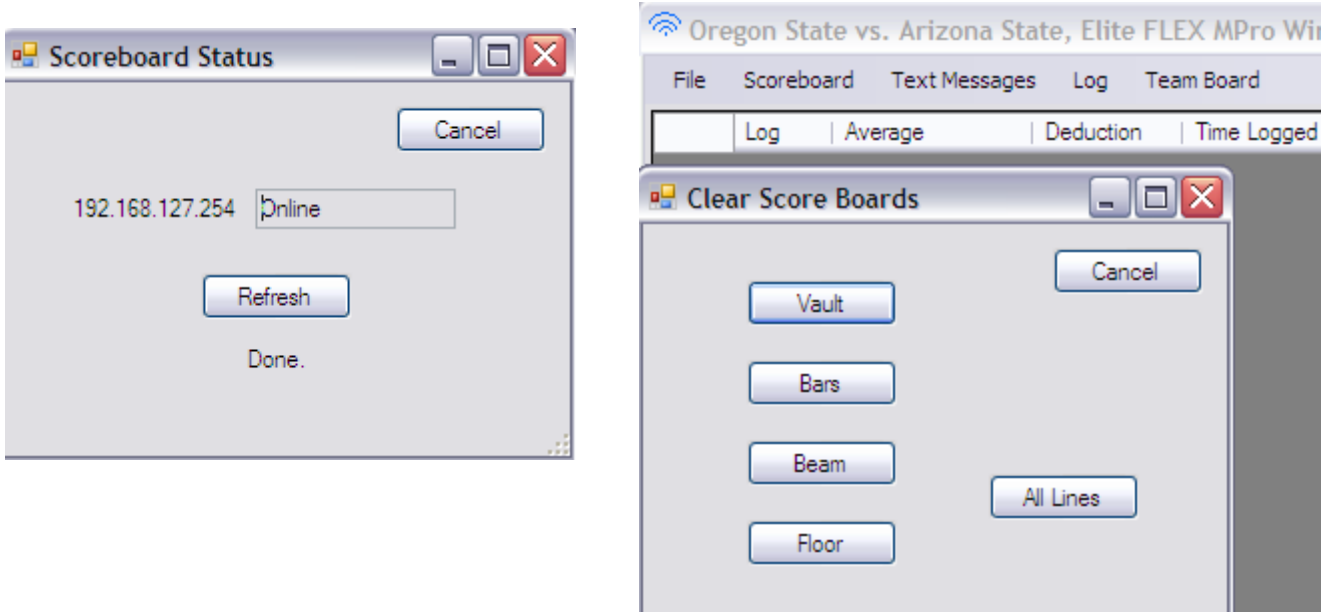 Scoreboard Status
Cancel
192.168.127.254 Online
Refresh
Done.
Oregon State vs. Arizona State, Elite FLEX MPro
File Scoreboard Text Messages Log Team Board
Log Average Deduction Time Logged
Clear Score Boards
Cancel
Vault
Bars
Beam
All Lines
Floor